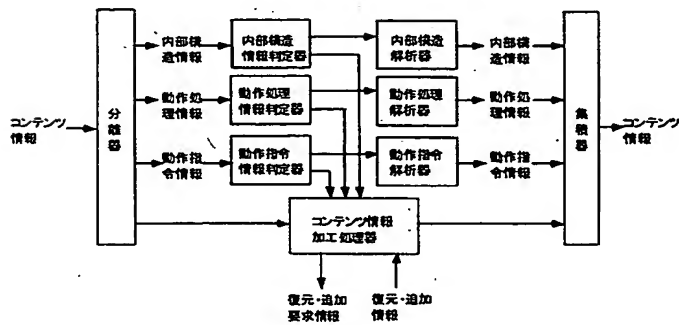 コンテンツ
情報
分離器
内部構
造情報
内部構造
情報判定器
内部構造
解析器
内部構
造情報
動作処
理情報
動作処理
情報判定器
動作処理
解析器
動作処
理情報
動作指
令情報
動作指令
情報判定器
動作指令
解析器
動作指
令情報
コンテンツ情報
加工処理器
集積器
コンテンツ
情報
復元・追加
要求情報
復元・追加
情報